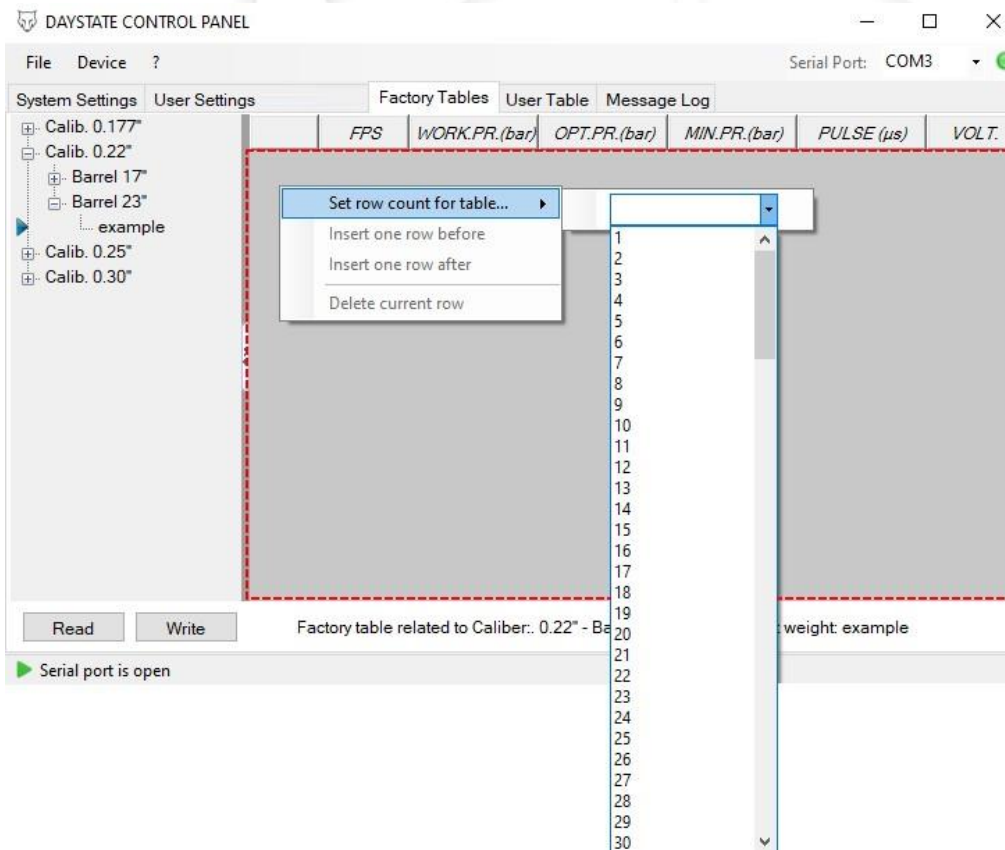 DAYSTATE CONTROL PANEL
File Device ?
Serial Port: COM3
System Settings User Settings Factory Tables User Table Message Log
Calib. 0.177"
Calib. 0.22"
Barrel 17"
Barrel 23"
example
Calib. 0.25"
Calib. 0.30"
FPS WORK.PR.(bar) OPT.PR.(bar) MIN.PR.(bar) PULSE (µs) VOLT.
Set row count for table...
Insert one row before
Insert one row after
Delete current row
1
2
3
4
5
6
7
8
9
10
11
12
13
14
15
16
17
18
19
20
21
22
23
24
25
26
27
28
29
30
Read Write
Factory table related to Caliber:. 0.22" - Ba
weight: example
Serial port is open